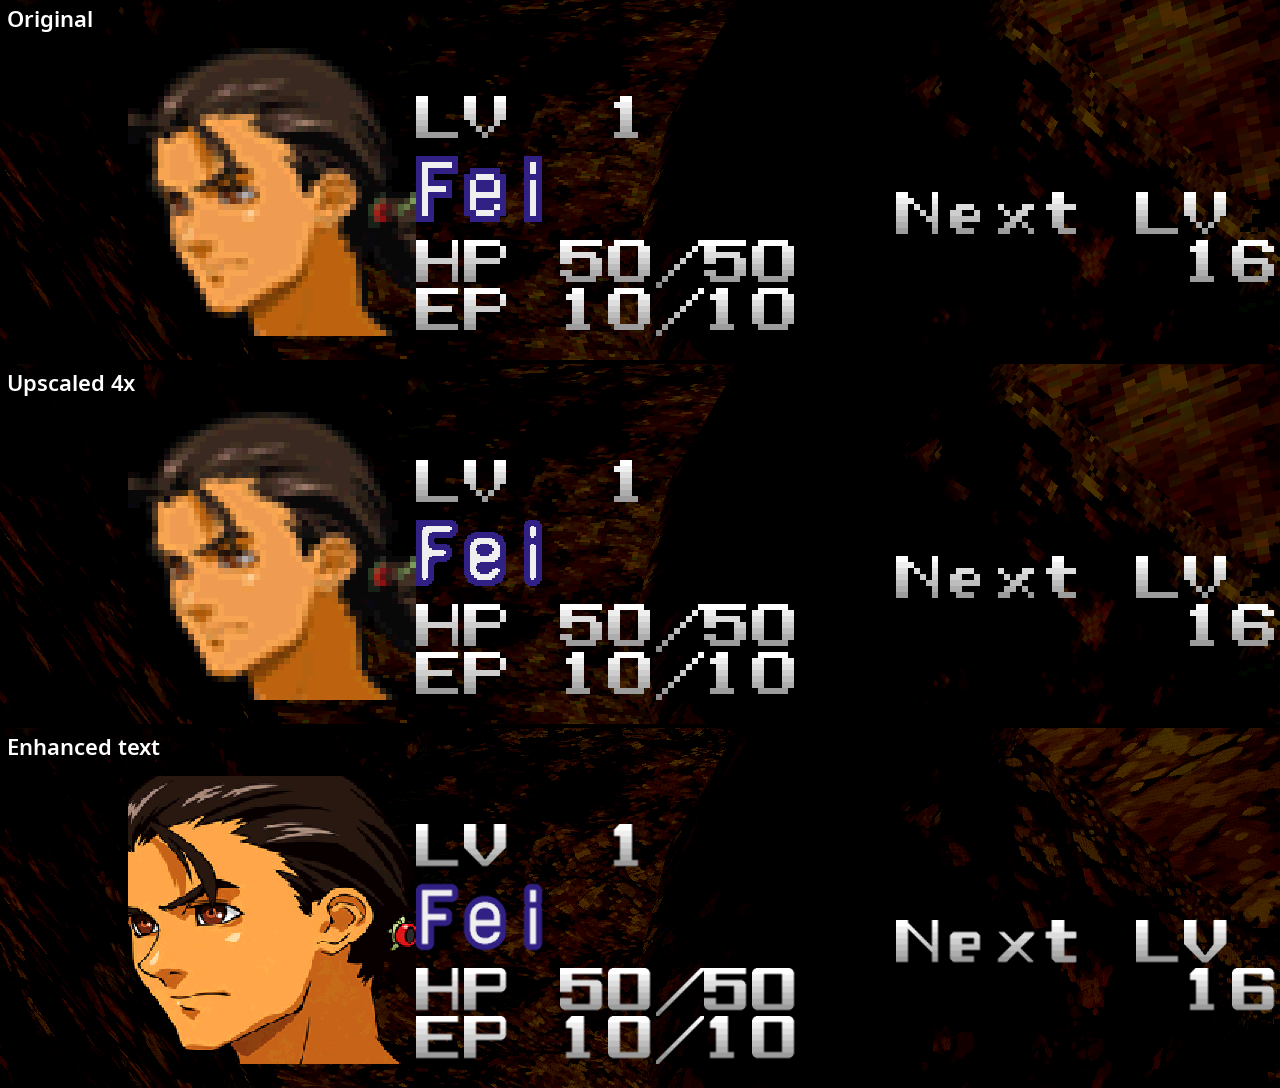 Original
LV 1
Fei
HP 50/50
EP 10/10
Next LV
16
Upscaled 4x
LV 1
Fei
HP 50/50
EP 10/10
Next LV
16
Enhanced text
LV 1
Fei
HP 50/50
EP 10/10
Next LV
16